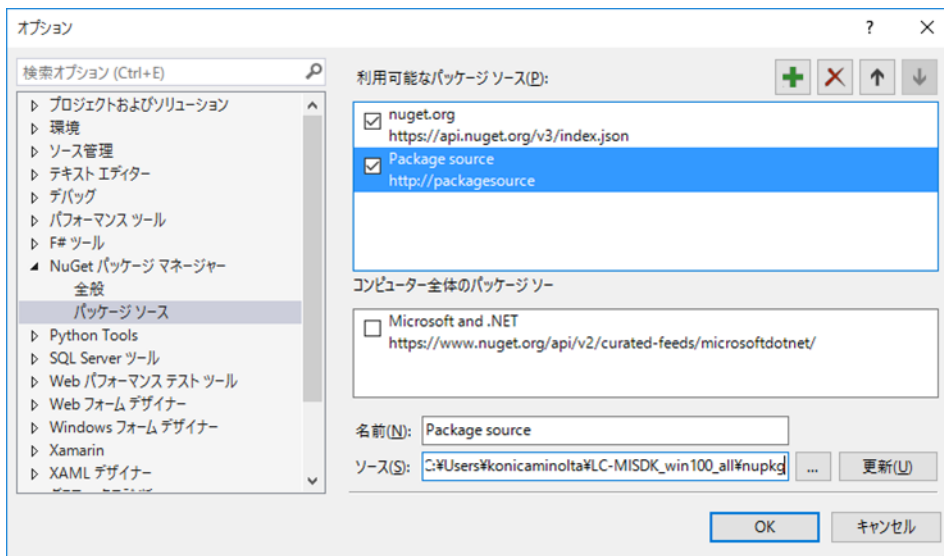 オプション
?
検索オプション (Ctrl+E)
プロジェクトおよびソリューション
環境
ソース管理
テキスト エディター
デバッグ
パフォーマンス ツール
F# ツール
NuGet パッケージ マネージャー
全般
パッケージ ソース
Python Tools
SQL Server ツール
Web パフォーマンス テスト ツール
Web フォーム デザイナー
Windows フォーム デザイナー
Xamarin
XAML デザイナー
利用可能なパッケージ ソース(P):
nuget.org
https://api.nuget.org/v3/index.json
Package source
http://packagesource
コンピューター全体のパッケージ ソー
Microsoft and .NET
https://www.nuget.org/api/v2/curated-feeds/microsoftdotnet/
名前(N):
Package source
ソース(S):
C:¥Users¥konicaminolta¥LC-MISDK_win100_all¥nupkg
...
更新(U)
OK
キャンセル